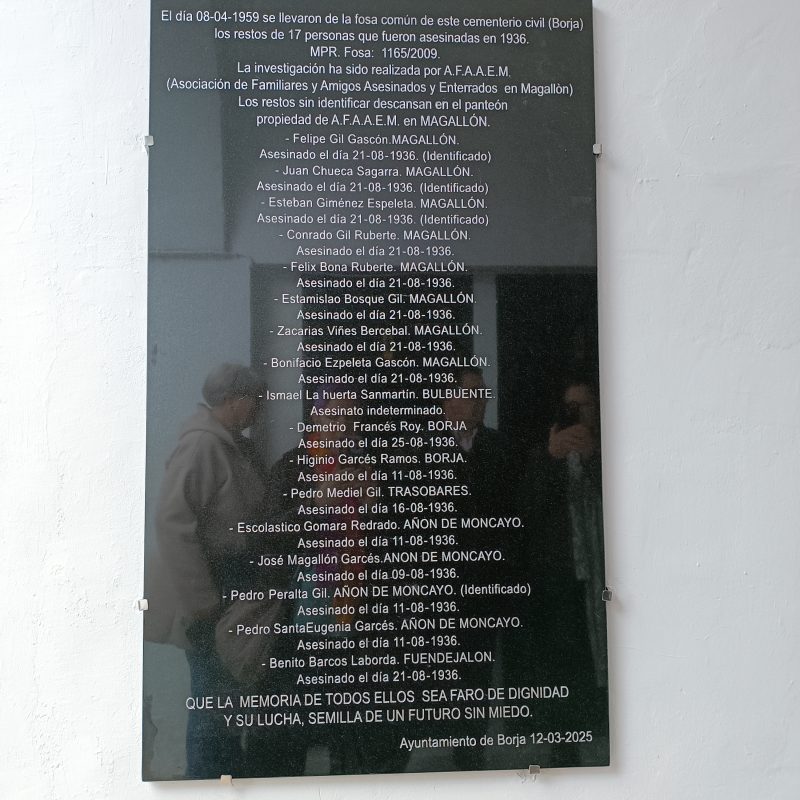 El día 08-04-1959 se llevaron de la fosa común de este cementerio civil (Borja)
los restos de 17 personas que fueron asesinadas en 1936.
MPR. Fosa: 1165/2009.
La investigación ha sido realizada por A.F.A.A.E.M.
(Asociación de Familiares y Amigos Asesinados y Enterrados en Magallòn)
Los restos sin identificar descansan en el panteón
propiedad de A.F.A.A.E.M. en MAGALLÓN.
- Felipe Gil Gascón.MAGALLÓN.
Asesinado el día 21-08-1936. (Identificado)
- Juan Chueca Sagarra. MAGALLÓN.
Asesinado el día 21-08-1936. (Identificado)
- Esteban Giménez Espeleta. MAGALLÓN.
Asesinado el día 21-08-1936. (Identificado)
- Conrado Gil Ruberte. MAGALLÓN.
Asesinado el día 21-08-1936.
- Felix Bona Ruberte. MAGALLÓN.
Asesinado el día 21-08-1936.
- Estamislao Bosque Gil. MAGALLÓN.
Asesinado el día 21-08-1936.
- Zacarias Viñes Bercebal. MAGALLÓN.
Asesinado el día 21-08-1936.
- Bonifacio Ezpeleta Gascón. MAGALLÓN.
Asesinado el día 21-08-1936.
- Ismael La huerta Sanmartín. BULBUENTE.
Asesinato indeterminado.
- Demetrio Francés Roy. BORJA
Asesinado el día 25-08-1936.
- Higinio Garcés Ramos. BORJA.
Asesinado el día 11-08-1936.
- Pedro Mediel Gil. TRASOBARES.
Asesinado el día 16-08-1936.
- Escolastico Gomara Redrado. AÑON DE MONCAYO.
Asesinado el día 11-08-1936.
- José Magallón Garcés.ANON DE MONCAYO.
Asesinado el día 09-08-1936.
- Pedro Peralta Gil. AÑON DE MONCAYO. (Identificado)
Asesinado el día 11-08-1936.
- Pedro SantaEugenia Garcés. AÑON DE MONCAYO.
Asesinado el día 11-08-1936.
- Benito Barcos Laborda. FUENDEJALON.
Asesinado el día 21-08-1936.
QUE LA MEMORIA DE TODOS ELLOS SEA FARO DE DIGNIDAD
Y SU LUCHA, SEMILLA DE UN FUTURO SIN MIEDO.
Ayuntamiento de Borja 12-03-2025